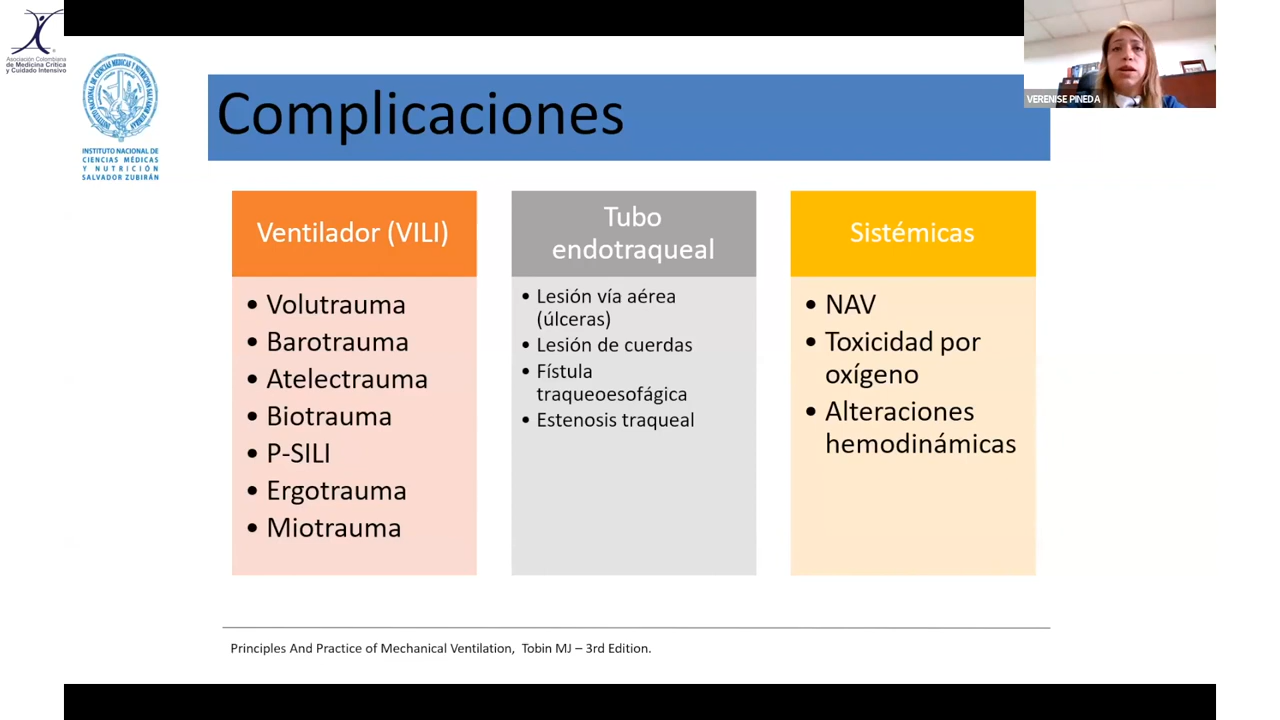 Asociación Colombiana
de Medicina Crítica
y Cuidado Intensivo
INSTITUTO NACIONAL DE
CIENCIAS MÉDICAS
Y NUTRICIÓN
SALVADOR ZUBIRÁN
VERENISE PINEDA
Complicaciones
Ventilador (VILI)
• Volutrauma
• Barotrauma
• Atelectrauma
• Biotrauma
• P-SILI
• Ergotrauma
• Miotrauma
Tubo
endotraqueal
• Lesión vía aérea
(úlceras)
• Lesión de cuerdas
• Fístula
traqueoesofágica
• Estenosis traqueal
Sistémicas
• NAV
• Toxicidad por
oxígeno
• Alteraciones
hemodinámicas
Principles And Practice of Mechanical Ventilation, Tobin MJ – 3rd Edition.